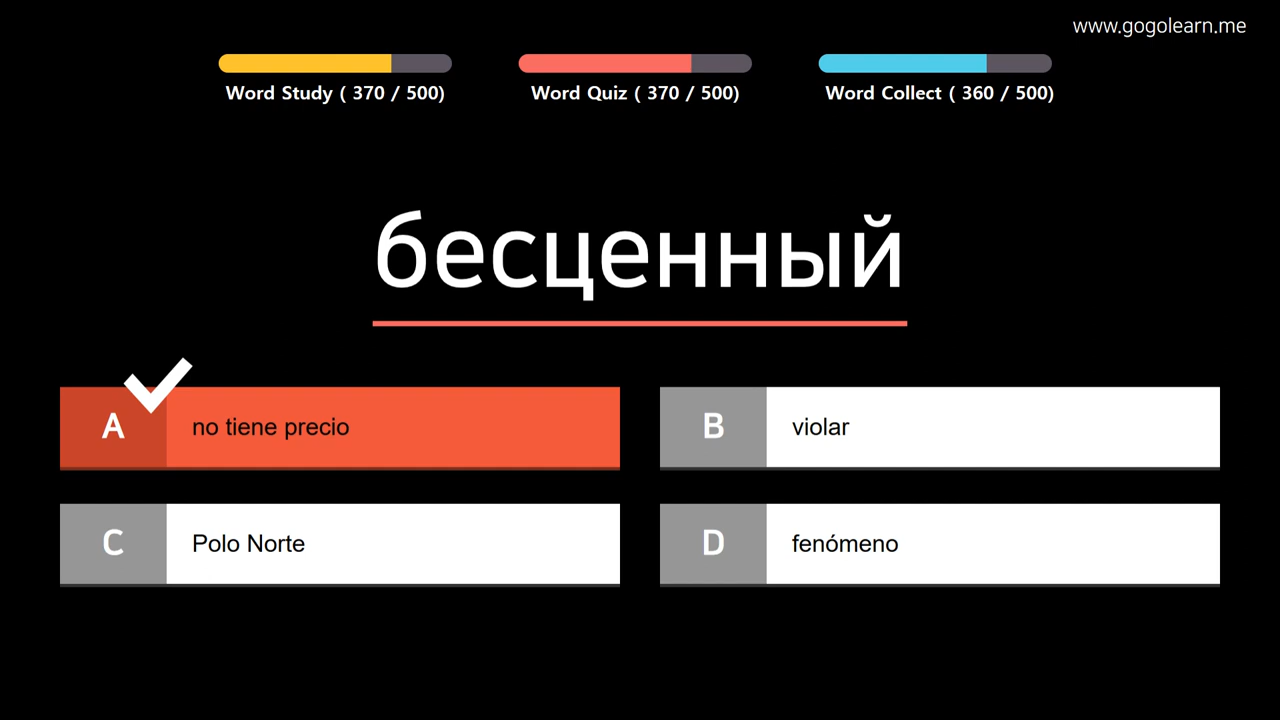 www.gogolearn.me
Word Study ( 370 / 500)
Word Quiz ( 370 / 500)
Word Collect ( 360 / 500)
бесценный
A no tiene precio
B violar
C Polo Norte
D fenómeno